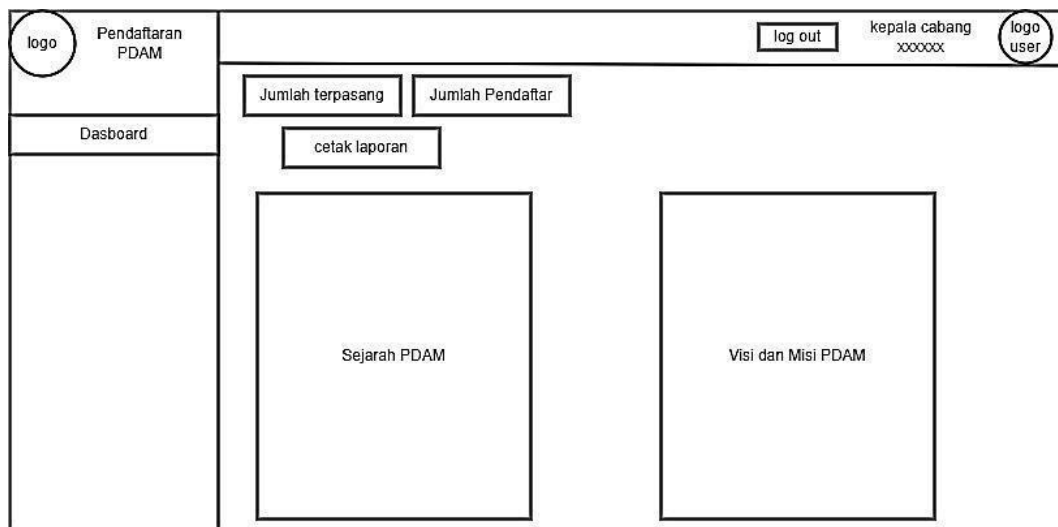 logo
Pendaftaran
PDAM
log out
kepala cabang
xxxxxx
logo
user
Jumlah terpasang
Jumlah Pendaftar
Dasboard
cetak laporan
Sejarah PDAM
Visi dan Misi PDAM